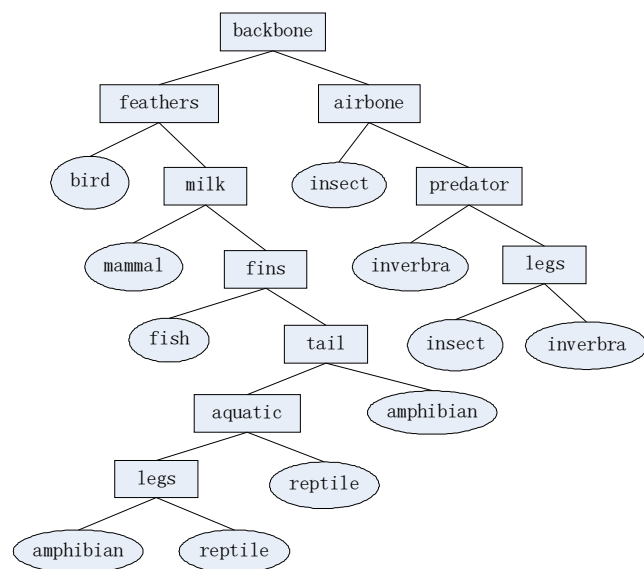 backbone
feathers
airbone
bird
milk
insect
predator
mammal
fins
inverbra
legs
fish
tail
insect
inverbra
aquatic
amphibian
legs
reptile
amphibian
reptile